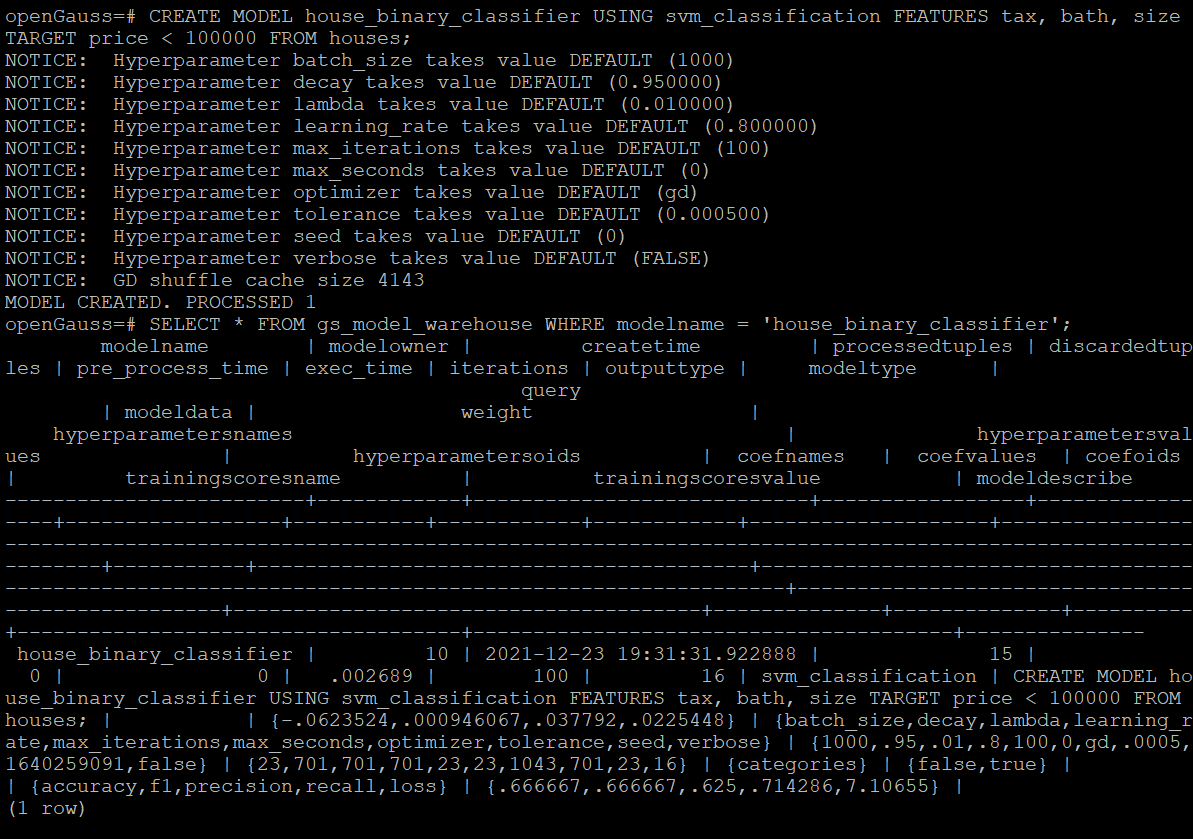 openGauss=# CREATE MODEL house_binary_classifier USING svm_classification FEATURES tax, bath, size
TARGET price < 100000 FROM houses;
NOTICE:  Hyperparameter batch_size takes value DEFAULT (1000)
NOTICE:  Hyperparameter decay takes value DEFAULT (0.950000)
NOTICE:  Hyperparameter lambda takes value DEFAULT (0.010000)
NOTICE:  Hyperparameter learning_rate takes value DEFAULT (0.800000)
NOTICE:  Hyperparameter max_iterations takes value DEFAULT (100)
NOTICE:  Hyperparameter max_seconds takes value DEFAULT (0)
NOTICE:  Hyperparameter optimizer takes value DEFAULT (gd)
NOTICE:  Hyperparameter tolerance takes value DEFAULT (0.000500)
NOTICE:  Hyperparameter seed takes value DEFAULT (0)
NOTICE:  Hyperparameter verbose takes value DEFAULT (FALSE)
NOTICE:  GD shuffle cache size 4143
MODEL CREATED. PROCESSED 1
openGauss=# SELECT * FROM gs_model_warehouse WHERE modelname = 'house_binary_classifier';
        modelname        | modelowner |         createtime         | processedtuples | discardedtup
les | pre_process_time | exec_time | iterations | outputtype |     modeltype      |
                                           query
        | modeldata |                 weight                  |
    hyperparametersnames                                         |               hyperparametersval
ues               |          hyperparametersoids          |  coefnames   |  coefvalues  | coefoids
|         trainingscoresname          |          trainingscoresvalue           | modeldescribe
-------------------------+------------+----------------------------+-----------------+-------------
----+------------------+-----------+------------+------------+--------------------+----------------
---------------------------------------------------------------------------------------------------
--------+-----------+-----------------------------------------+------------------------------------
-----------------------------------------------------------------+---------------------------------
------------------+---------------------------------------+--------------+--------------+----------
+-------------------------------------+----------------------------------------+---------------
 house_binary_classifier |         10 | 2021-12-23 19:31:31.922888 |              15 |
  0 |                0 |   .002689 |        100 |         16 | svm_classification | CREATE MODEL ho
use_binary_classifier USING svm_classification FEATURES tax, bath, size TARGET price < 100000 FROM
houses; |           | {-.0623524,.000946067,.037792,.0225448} | {batch_size,decay,lambda,learning_r
ate,max_iterations,max_seconds,optimizer,tolerance,seed,verbose} | {1000,.95,.01,.8,100,0,gd,.0005,
1640259091,false} | {23,701,701,701,23,23,1043,701,23,16} | {categories} | {false,true} |
| {accuracy,f1,precision,recall,loss} | {.666667,.666667,.625,.714286,7.10655} |
(1 row)